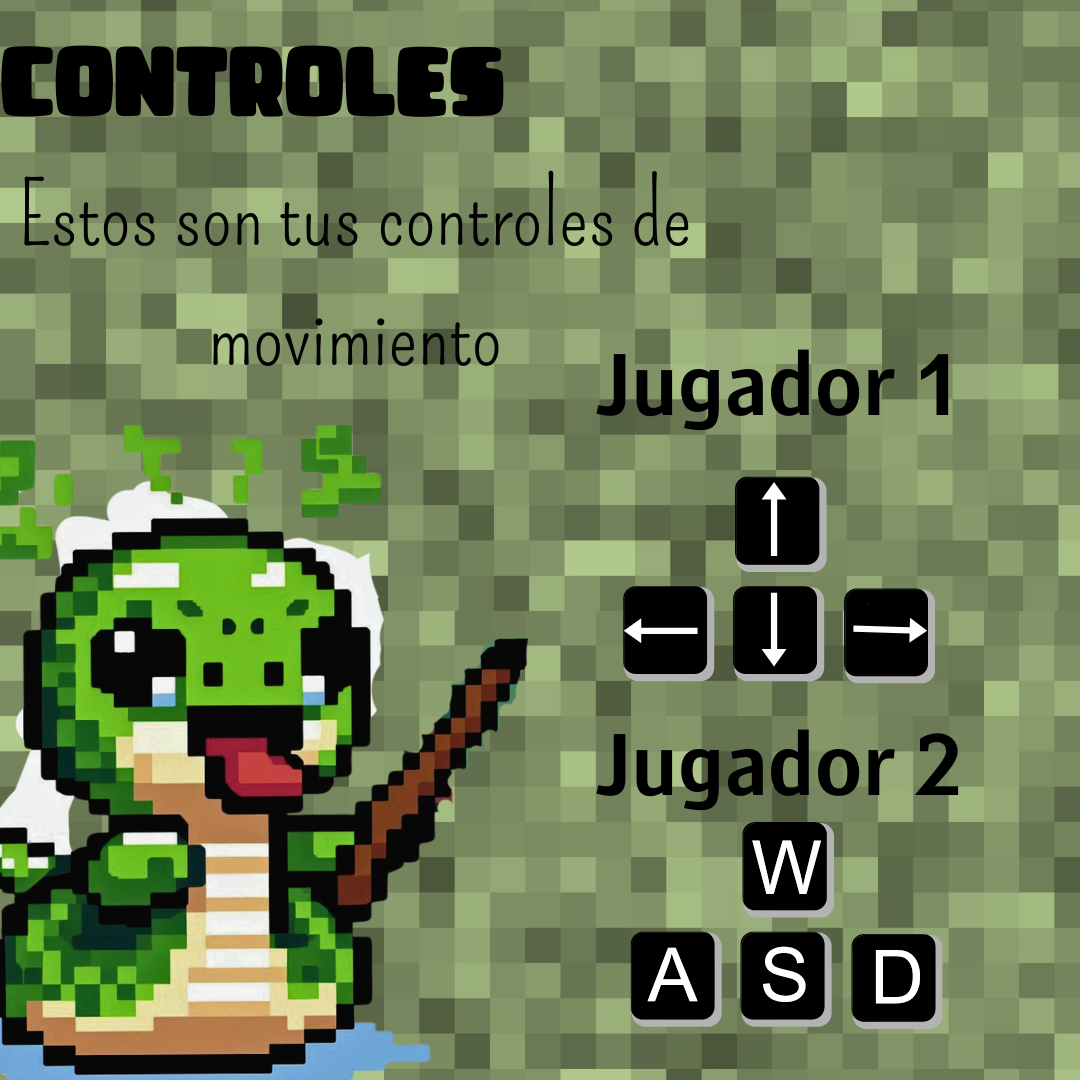 CONTROLES
Estos son tus controles de
movimiento
Jugador 1
↑
← ↓ →
Jugador 2
W
A S D